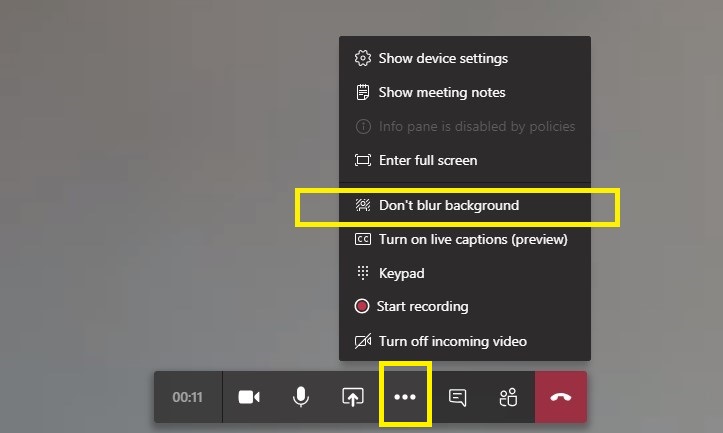 Show device settings
Show meeting notes
Info pane is disabled by policies
Enter full screen
Don't blur background
CC Turn on live captions (preview)
Keypad
Start recording
Turn off incoming video
00:11